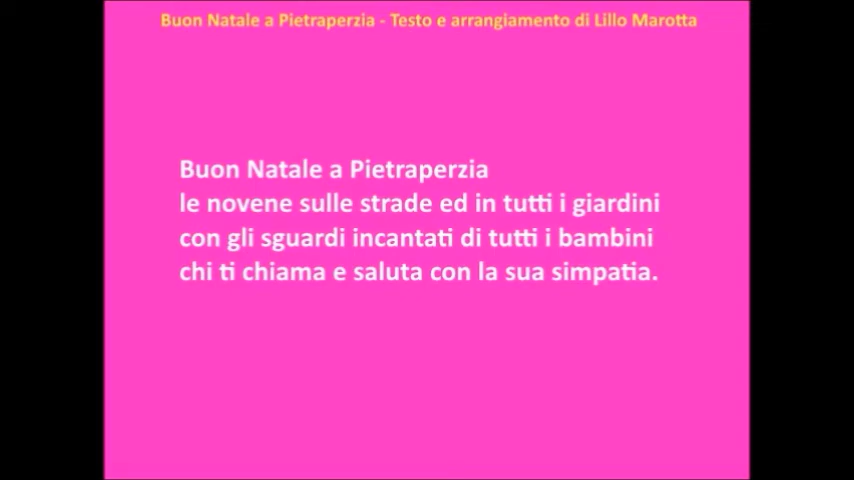 Buon Natale a Pietraperzia - Testo e arrangiamento di Lillo Marotta
Buon Natale a Pietraperzia
le novene sulle strade ed in tutti i giardini
con gli sguardi incantati di tutti i bambini
chi ti chiama e saluta con la sua simpatia.